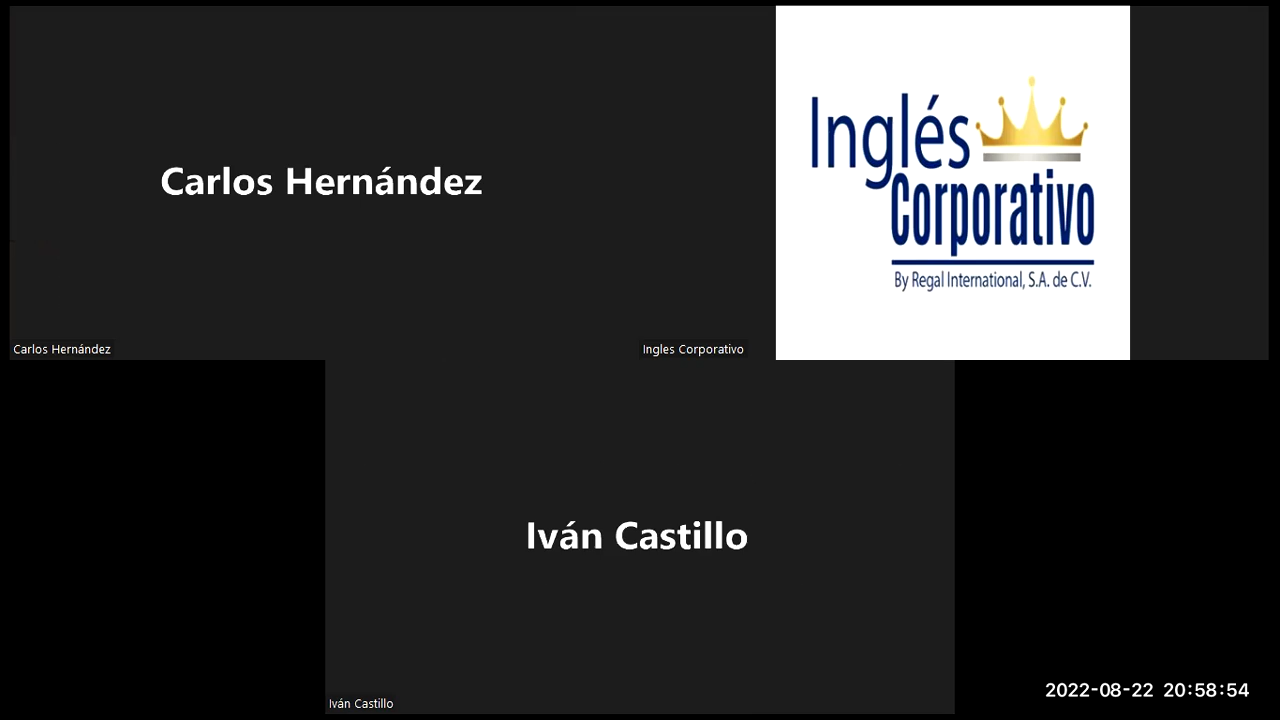 Carlos Hernández
Carlos Hernández
Inglés
Corporativo
By Regal International, S.A. de C.V.
Ingles Corporativo
Iván Castillo
Iván Castillo
2022-08-22 20:58:54